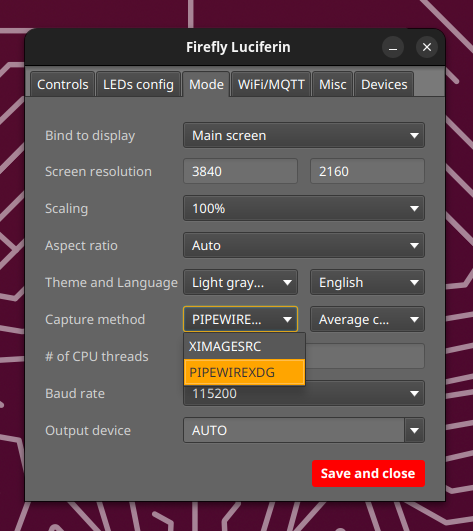 Firefly Luciferin
Controls LEDs config Mode WiFi/MQTT Misc Devices
Bind to display Main screen
Screen resolution 3840 2160
Scaling 100%
Aspect ratio Auto
Theme and Language Light gray... English
Capture method PIPEWIRE... Average c...
XIMAGESRC
# of CPU threads
PIPEWIREXDG
Baud rate 115200
Output device AUTO
Save and close